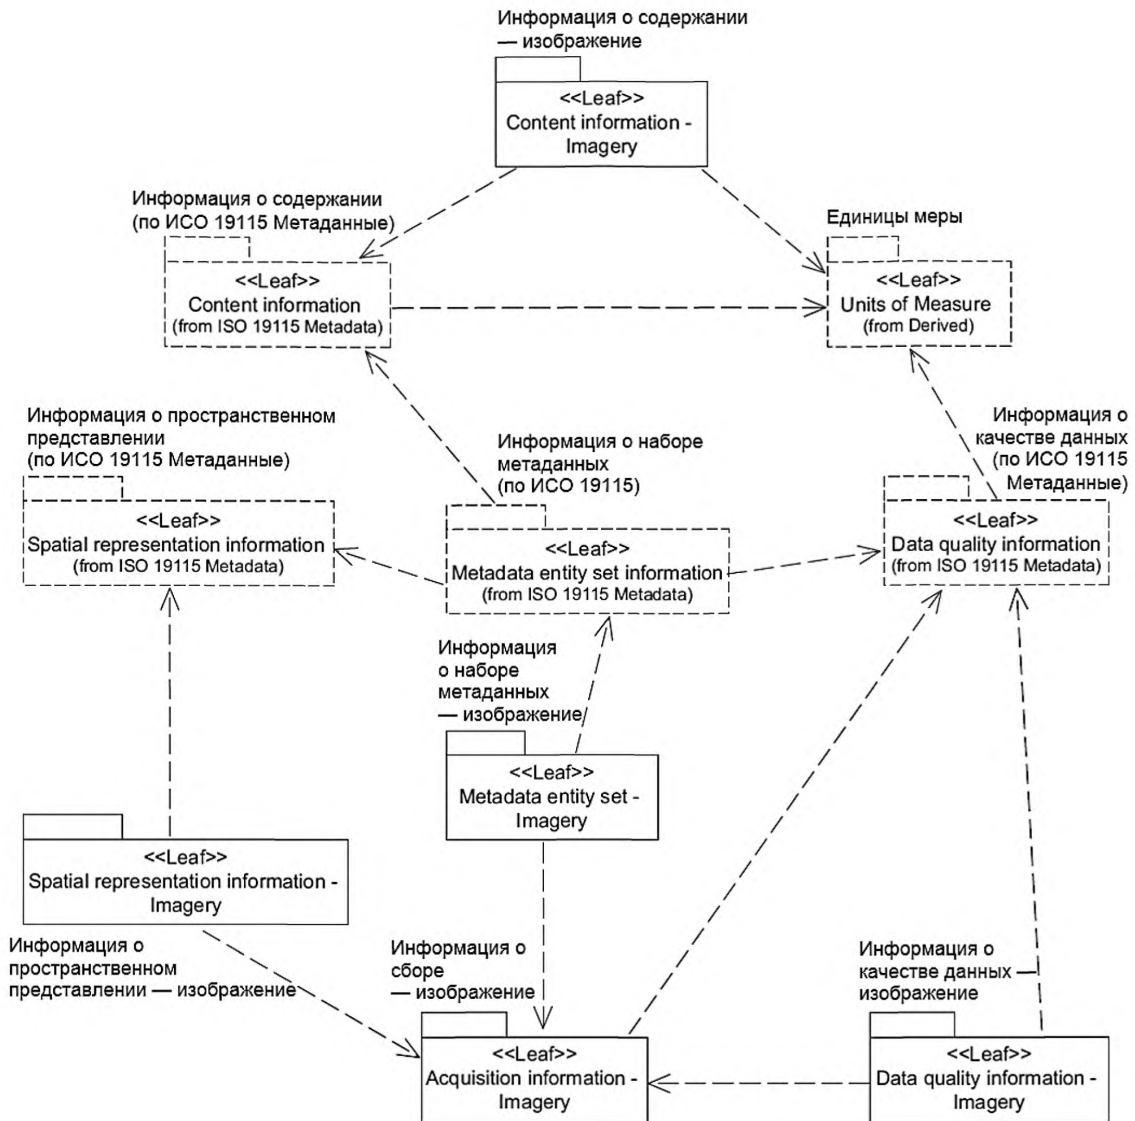 Информация о содержании
— изображение
<<Leaf>>
Content information -
Imagery
Информация о содержании
(по ИСО 19115 Метаданные)
<<Leaf>>
Content information
(from ISO 19115 Metadata)
Единицы меры
<<Leaf>>
Units of Measure
(from Derived)
Информация о пространственном
представлении
(по ИСО 19115 Метаданные)
<<Leaf>>
Spatial representation information
(from ISO 19115 Metadata)
Информация о наборе
метаданных
(по ИСО 19115)
<<Leaf>>
Metadata entity set information
(from ISO 19115 Metadata)
Информация о
качестве данных
(по ИСО 19115
Метаданные)
<<Leaf>>
Data quality information
(from ISO 19115 Metadata)
Информация
о наборе
метаданных
— изображение
<<Leaf>>
Metadata entity set -
Imagery
<<Leaf>>
Spatial representation information -
Imagery
Информация о
пространственном
представлении — изображение
Информация о
сборе
— изображение
<<Leaf>>
Acquisition information -
Imagery
Информация о
качестве данных —
изображение
<<Leaf>>
Data quality information -
Imagery